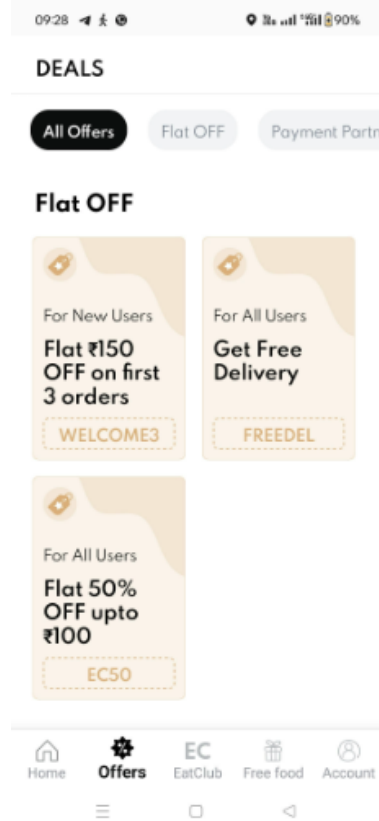 09:28 90%
DEALS
All Offers Flat OFF Payment Partn
Flat OFF
For New Users
Flat ₹150
OFF on first
3 orders
WELCOME3
For All Users
Get Free
Delivery
FREEDEL
For All Users
Flat 50%
OFF upto
₹100
EC50
EC
Home Offers EatClub Free food Account